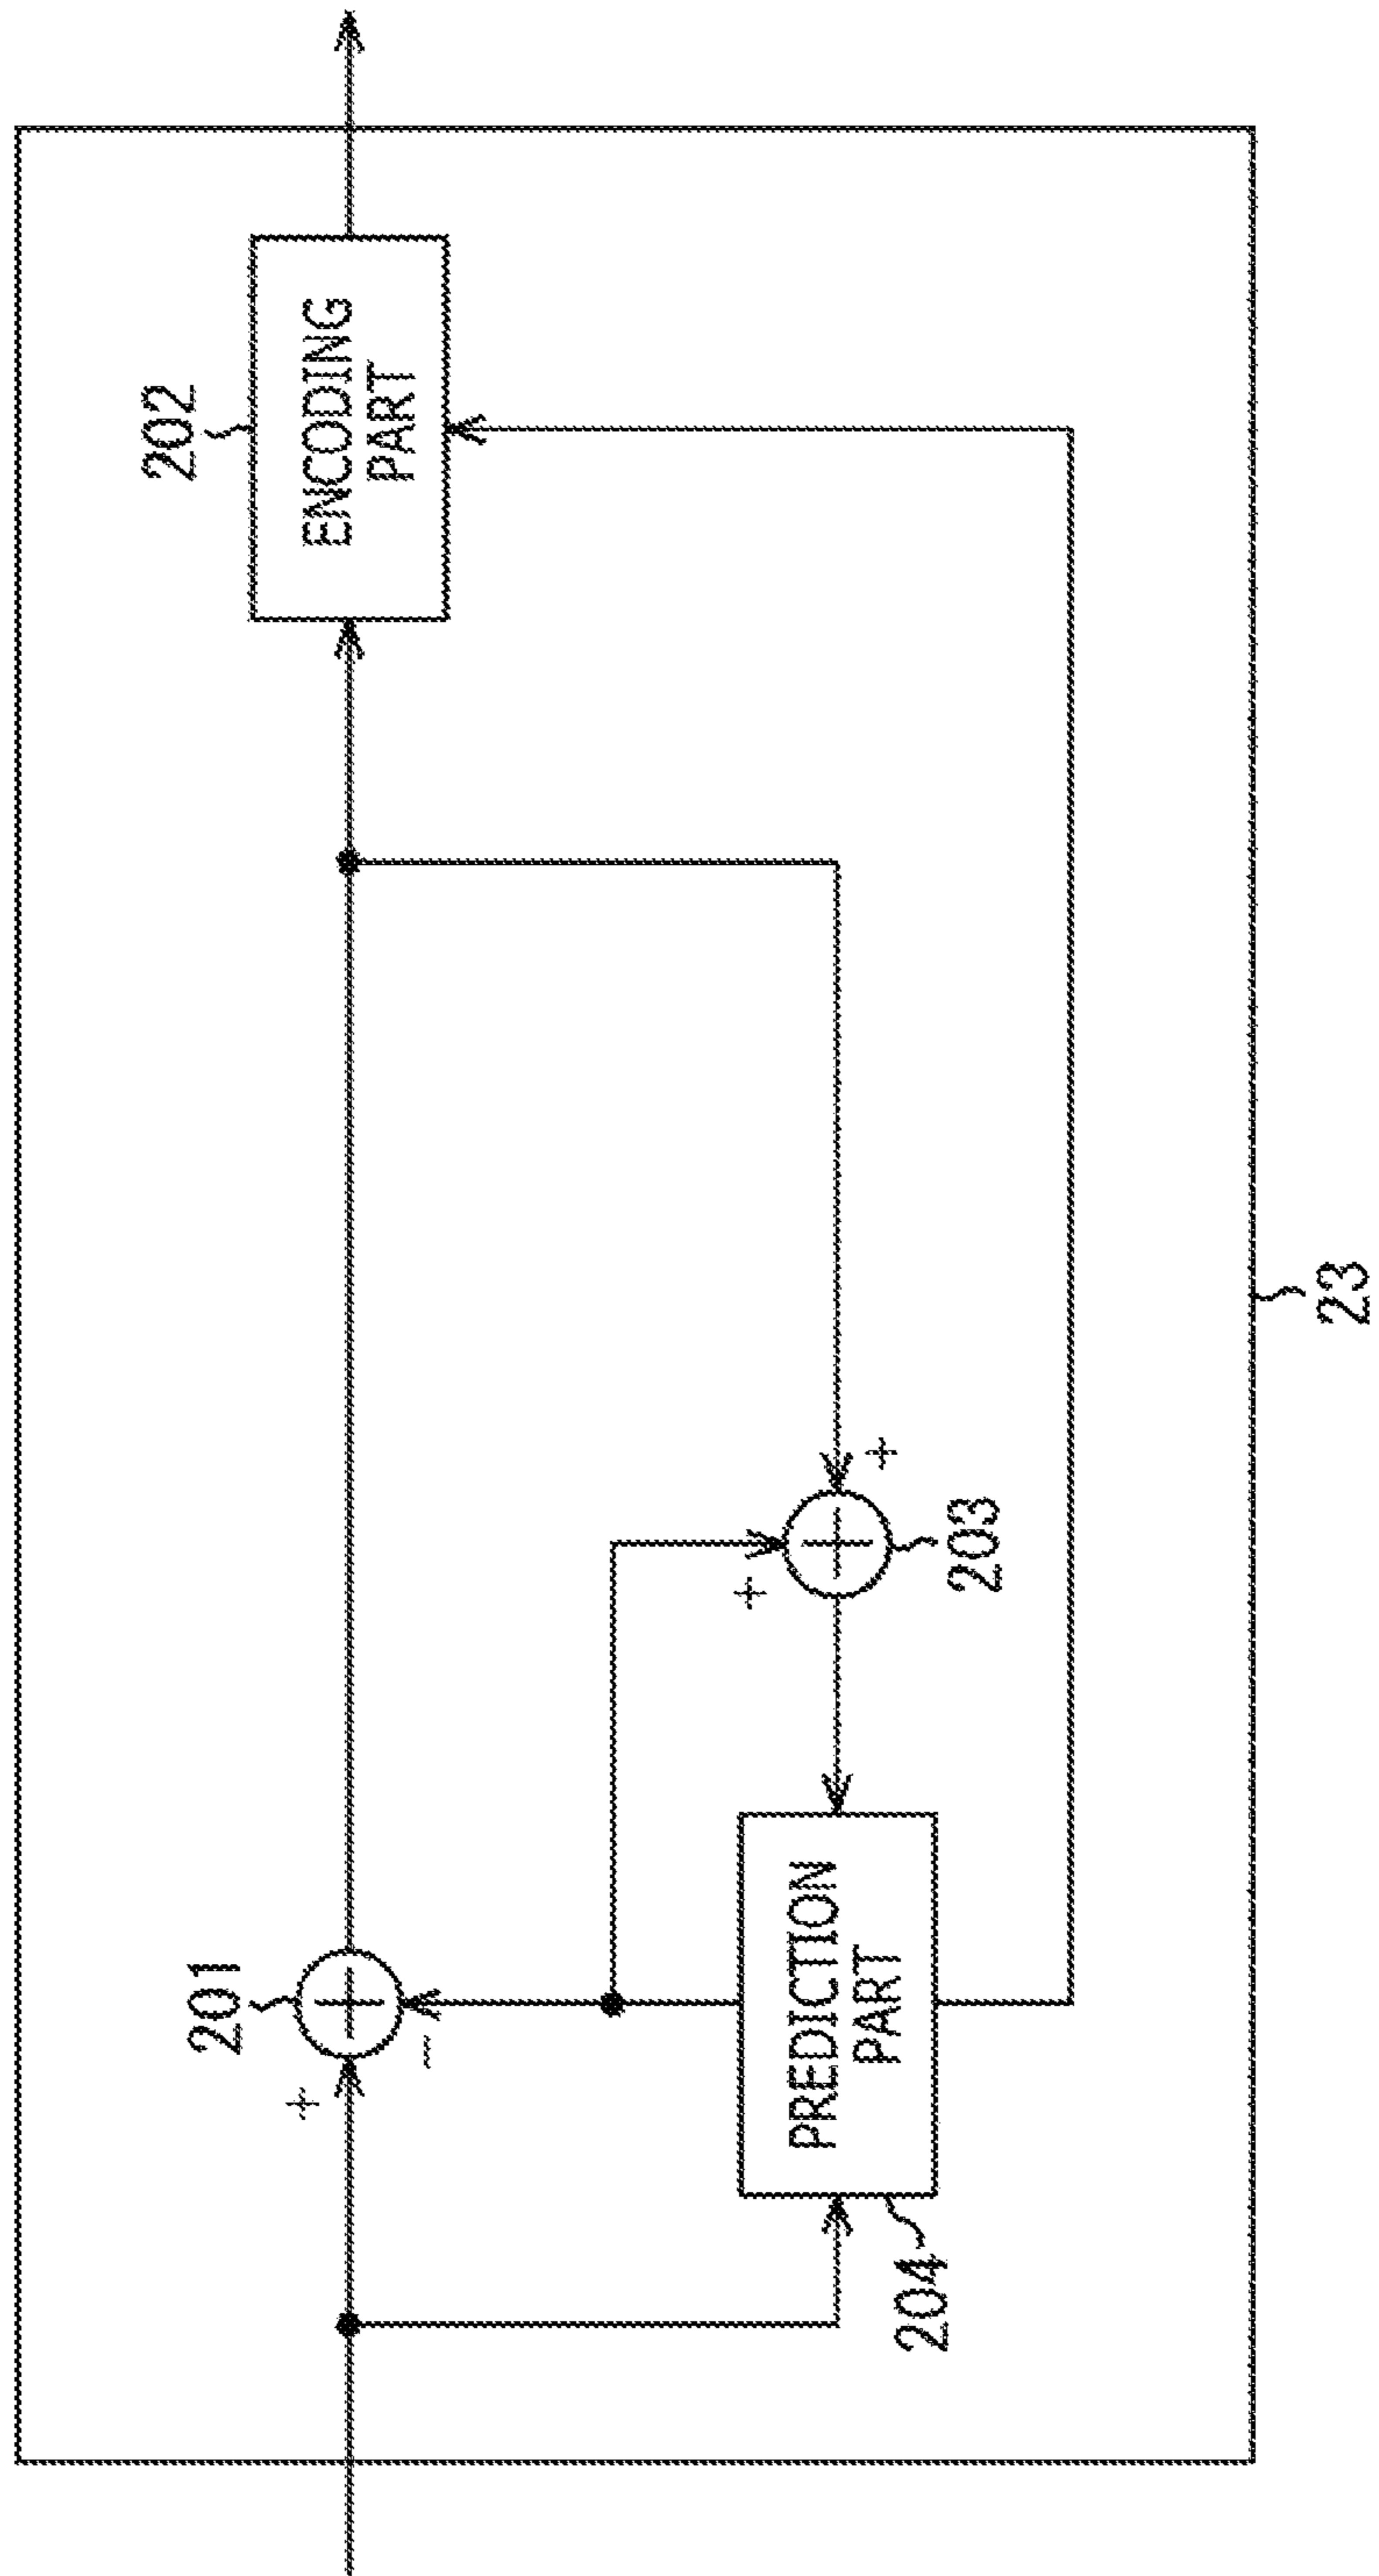 201
+
-
202
ENCODING
PART
+
+
203
PREDICTION
PART
204
23